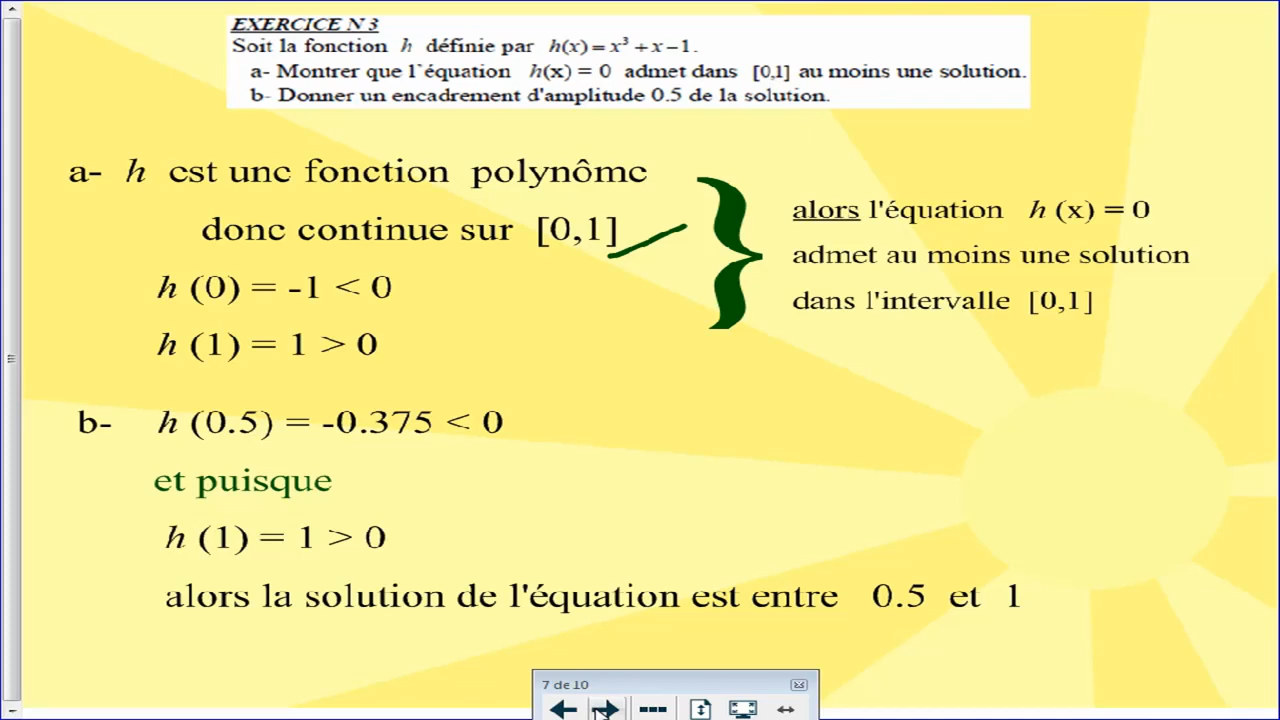 EXERCICE N 3
Soit la fonction h définie par h(x) = x³ + x − 1.
a- Montrer que l`équation h(x) = 0 admet dans [0,1] au moins une solution.
b- Donner un encadrement d'amplitude 0.5 de la solution.
a- h est une fonction polynôme
donc continue sur [0,1]
h (0) = -1 < 0
h (1) = 1 > 0
alors l'équation h (x) = 0
admet au moins une solution
dans l'intervalle [0,1]
b- h (0.5) = -0.375 < 0
et puisque
h (1) = 1 > 0
alors la solution de l'équation est entre 0.5 et 1
7 de 10